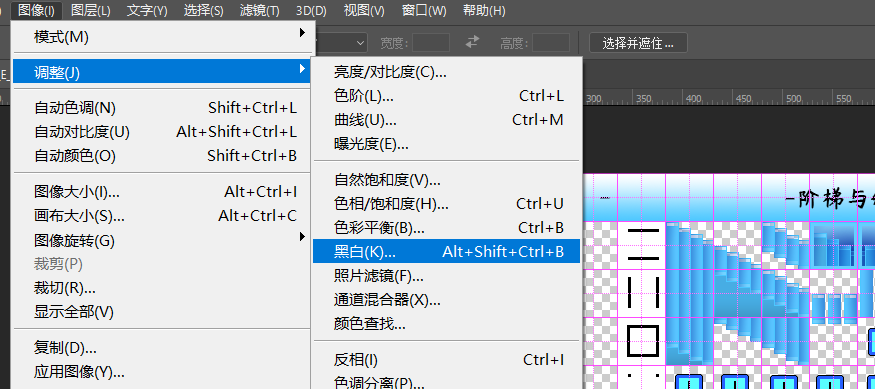 图像(I) 图层(L) 文字(Y) 选择(S) 滤镜(T) 3D(D) 视图(V) 窗口(W) 帮助(H)
宽度: 高度: 选择并遮住...
模式(M)
调整(J)
自动色调(N) Shift+Ctrl+L
自动对比度(U) Alt+Shift+Ctrl+L
自动颜色(O) Shift+Ctrl+B
图像大小(I)... Alt+Ctrl+I
画布大小(S)... Alt+Ctrl+C
图像旋转(G)
裁剪(P)
裁切(R)...
显示全部(V)
复制(D)...
应用图像(Y)...
亮度/对比度(C)...
色阶(L)... Ctrl+L
曲线(U)... Ctrl+M
曝光度(E)...
自然饱和度(V)...
色相/饱和度(H)... Ctrl+U
色彩平衡(B)... Ctrl+B
黑白(K)... Alt+Shift+Ctrl+B
照片滤镜(F)...
通道混合器(X)...
颜色查找...
反相(I) Ctrl+I
色调分离(P)...
300 350 400 450 500 550
-阶梯与